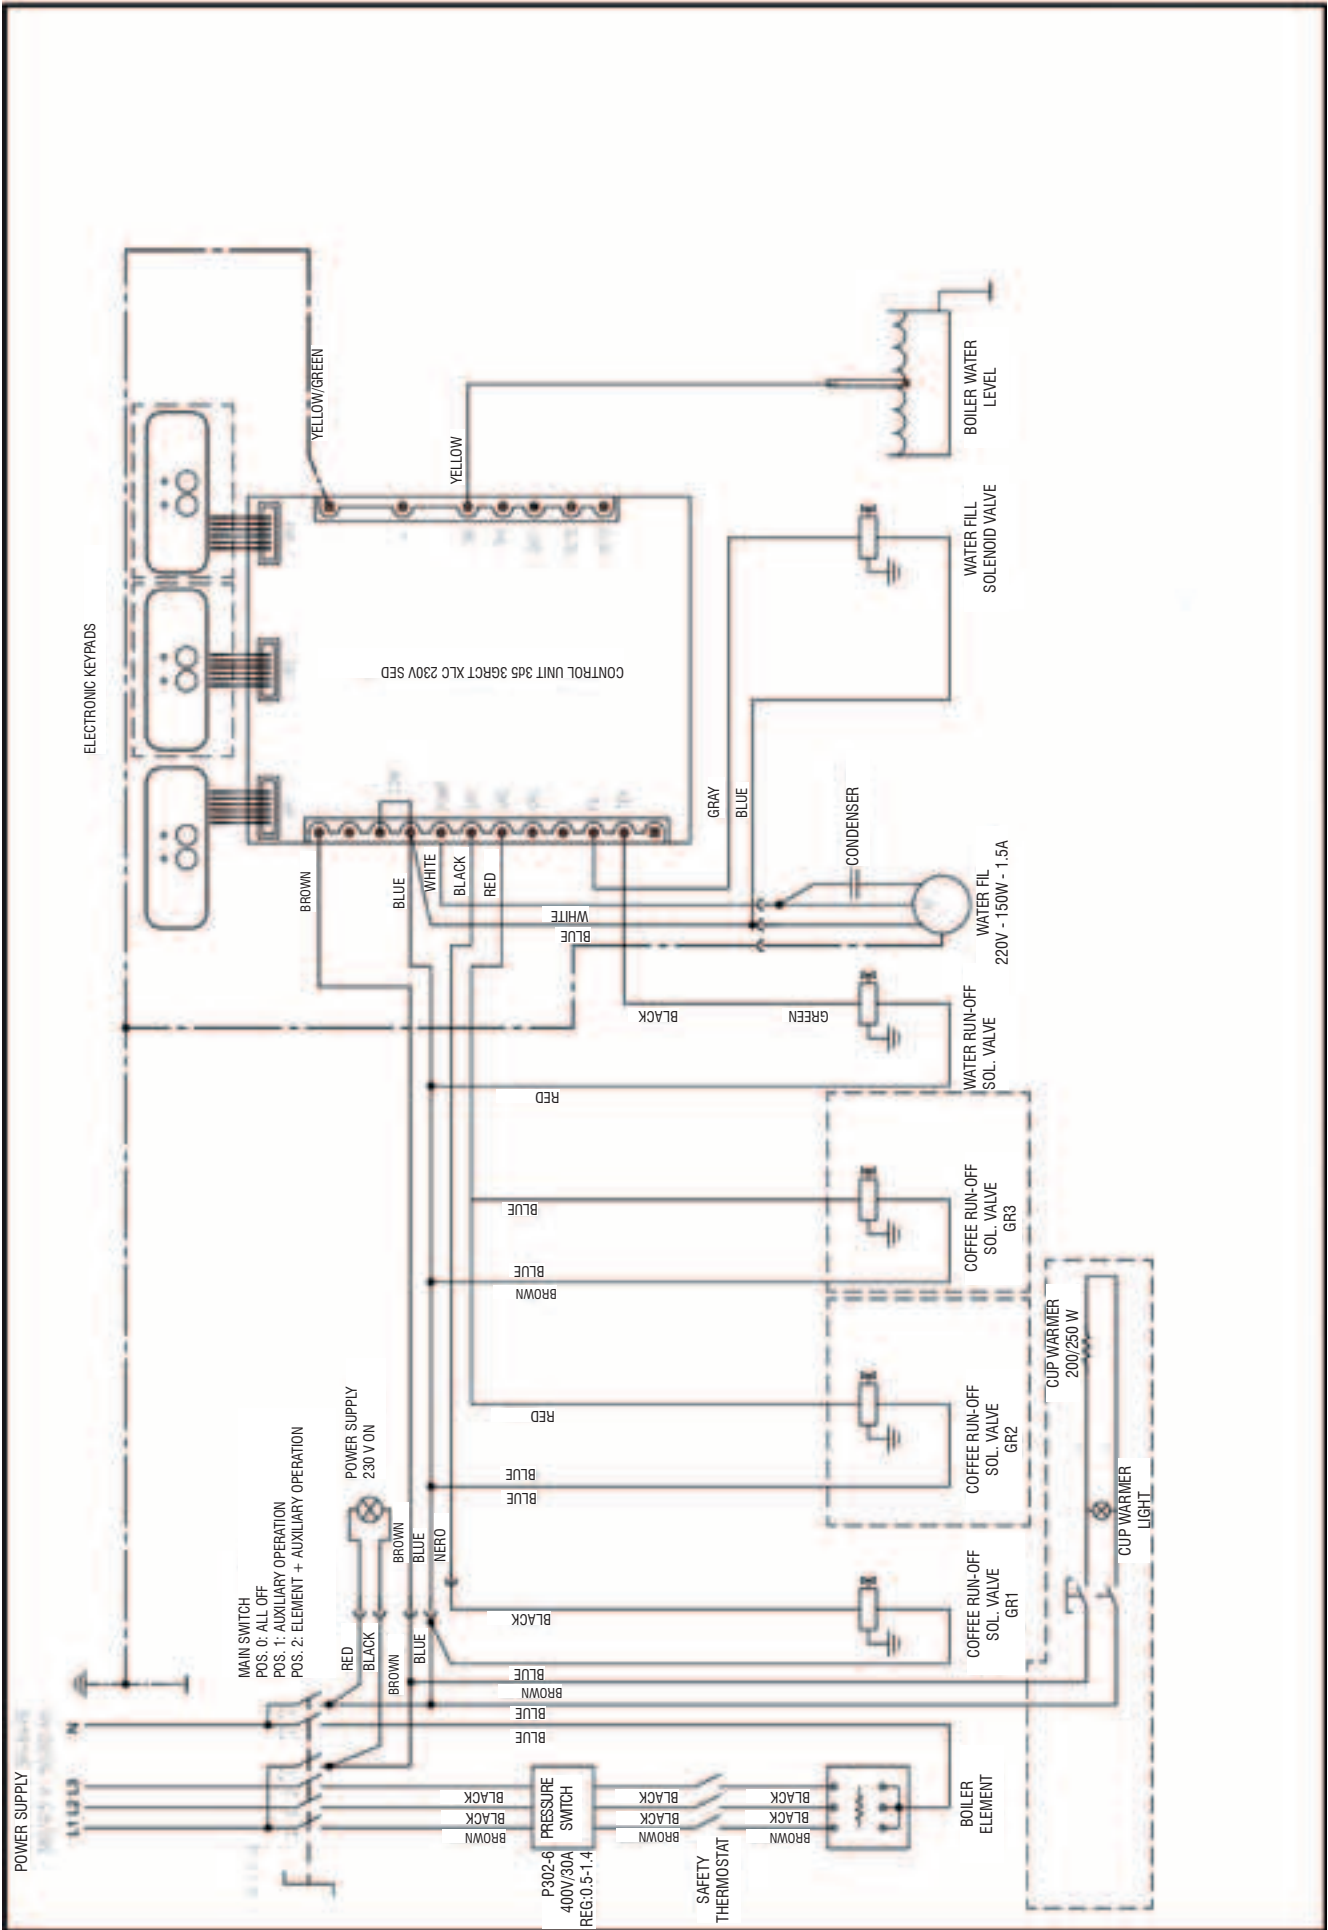 POWER SUPPLY
L1 L2 L3
N
MAIN SWITCH
POS. 0: ALL OFF
POS. 1: AUXILIARY OPERATION
POS. 2: ELEMENT + AUXILIARY OPERATION
POWER SUPPLY
230 V ON
RED
BLACK
BROWN
BLUE
BROWN
BLUE
NERO
ELECTRONIC KEYPADS
CONTROL UNIT 3d5 3GRCT XLC 230V SED
YELLOW/GREEN
YELLOW
BROWN
BLUE
WHITE
BLACK
RED
GRAY
BLUE
WHITE
BLUE
CONDENSER
BLACK
GREEN
RED
BLUE
BLUE
BROWN
RED
BLUE
BLUE
BLACK
BLUE
BROWN
BLUE
BLUE
BLACK
BLACK
BROWN
P302-6
400V/30A
REG:0.5-1.4
PRESSURE
SWITCH
BLACK
BLACK
BROWN
SAFETY
THERMOSTAT
BLACK
BLACK
BROWN
BOILER
ELEMENT
COFFEE RUN-OFF
SOL. VALVE
GR1
COFFEE RUN-OFF
SOL. VALVE
GR2
COFFEE RUN-OFF
SOL. VALVE
GR3
WATER RUN-OFF
SOL. VALVE
WATER FIL
220V - 150W - 1.5A
WATER FILL
SOLENOID VALVE
BOILER WATER
LEVEL
CUP WARMER
200/250 W
CUP WARMER
LIGHT